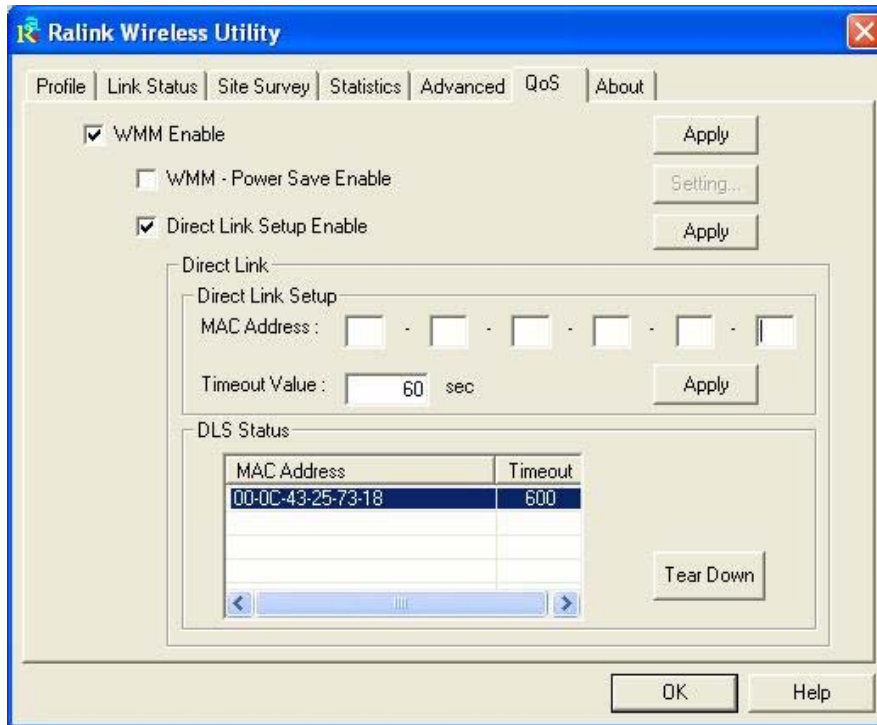 Ralink Wireless Utility
Profile Link Status Site Survey Statistics Advanced QoS About
WMM Enable Apply
WMM - Power Save Enable Setting...
Direct Link Setup Enable Apply
Direct Link
Direct Link Setup
MAC Address : - - - - -
Timeout Value : 60 sec Apply
DLS Status
MAC Address Timeout
00-0C-43-25-73-18 600
Tear Down
OK Help